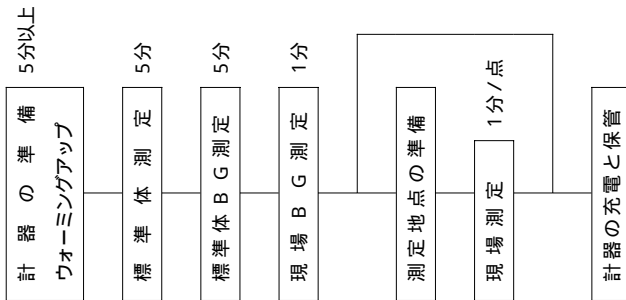 計器の準備
ウォーミングアップ
5分以上
標準体測定
5分
標準体BG測定
5分
現場BG測定
1分
測定地点の準備
現場測定
1分/点
計器の充電と保管